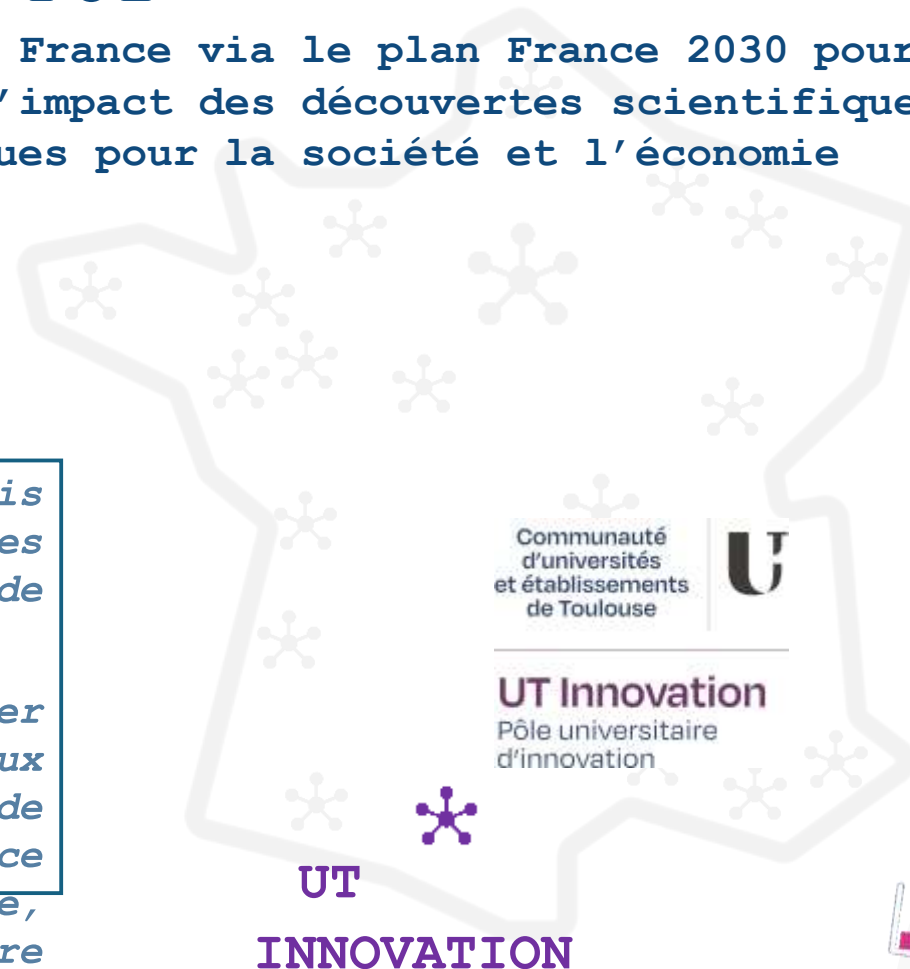 France via le plan France 2030 pour
l'impact des découvertes scientifique
ues pour la société et l'économie
is
es
de
er
ux
de
ce
e,
re
Communauté
d'universités
et établissements
de Toulouse
UT
UT Innovation
Pôle universitaire
d'innovation
UT
INNOVATION